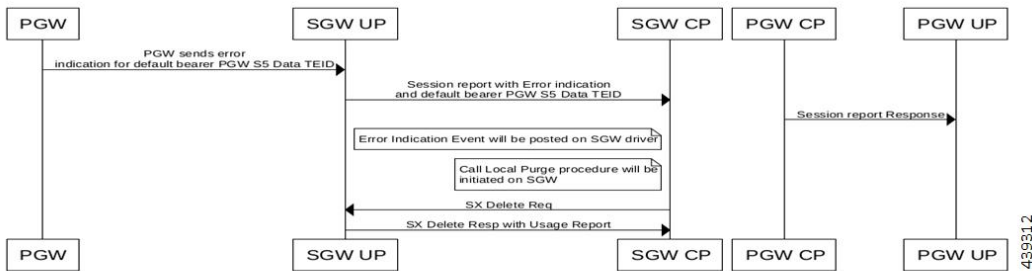 PGW
SGW UP
SGW CP
PGW CP
PGW UP
PGW sends error
indication for default bearer PGW S5 Data TEID
Session report with Error indication
and default bearer PGW S5 Data TEID
Session report Response
Error Indication Event will be posted on SGW driver
Call Local Purge procedure will be
initiated on SGW
SX Delete Req
SX Delete Resp with Usage Report
PGW
SGW UP
SGW CP
PGW CP
PGW UP
439312